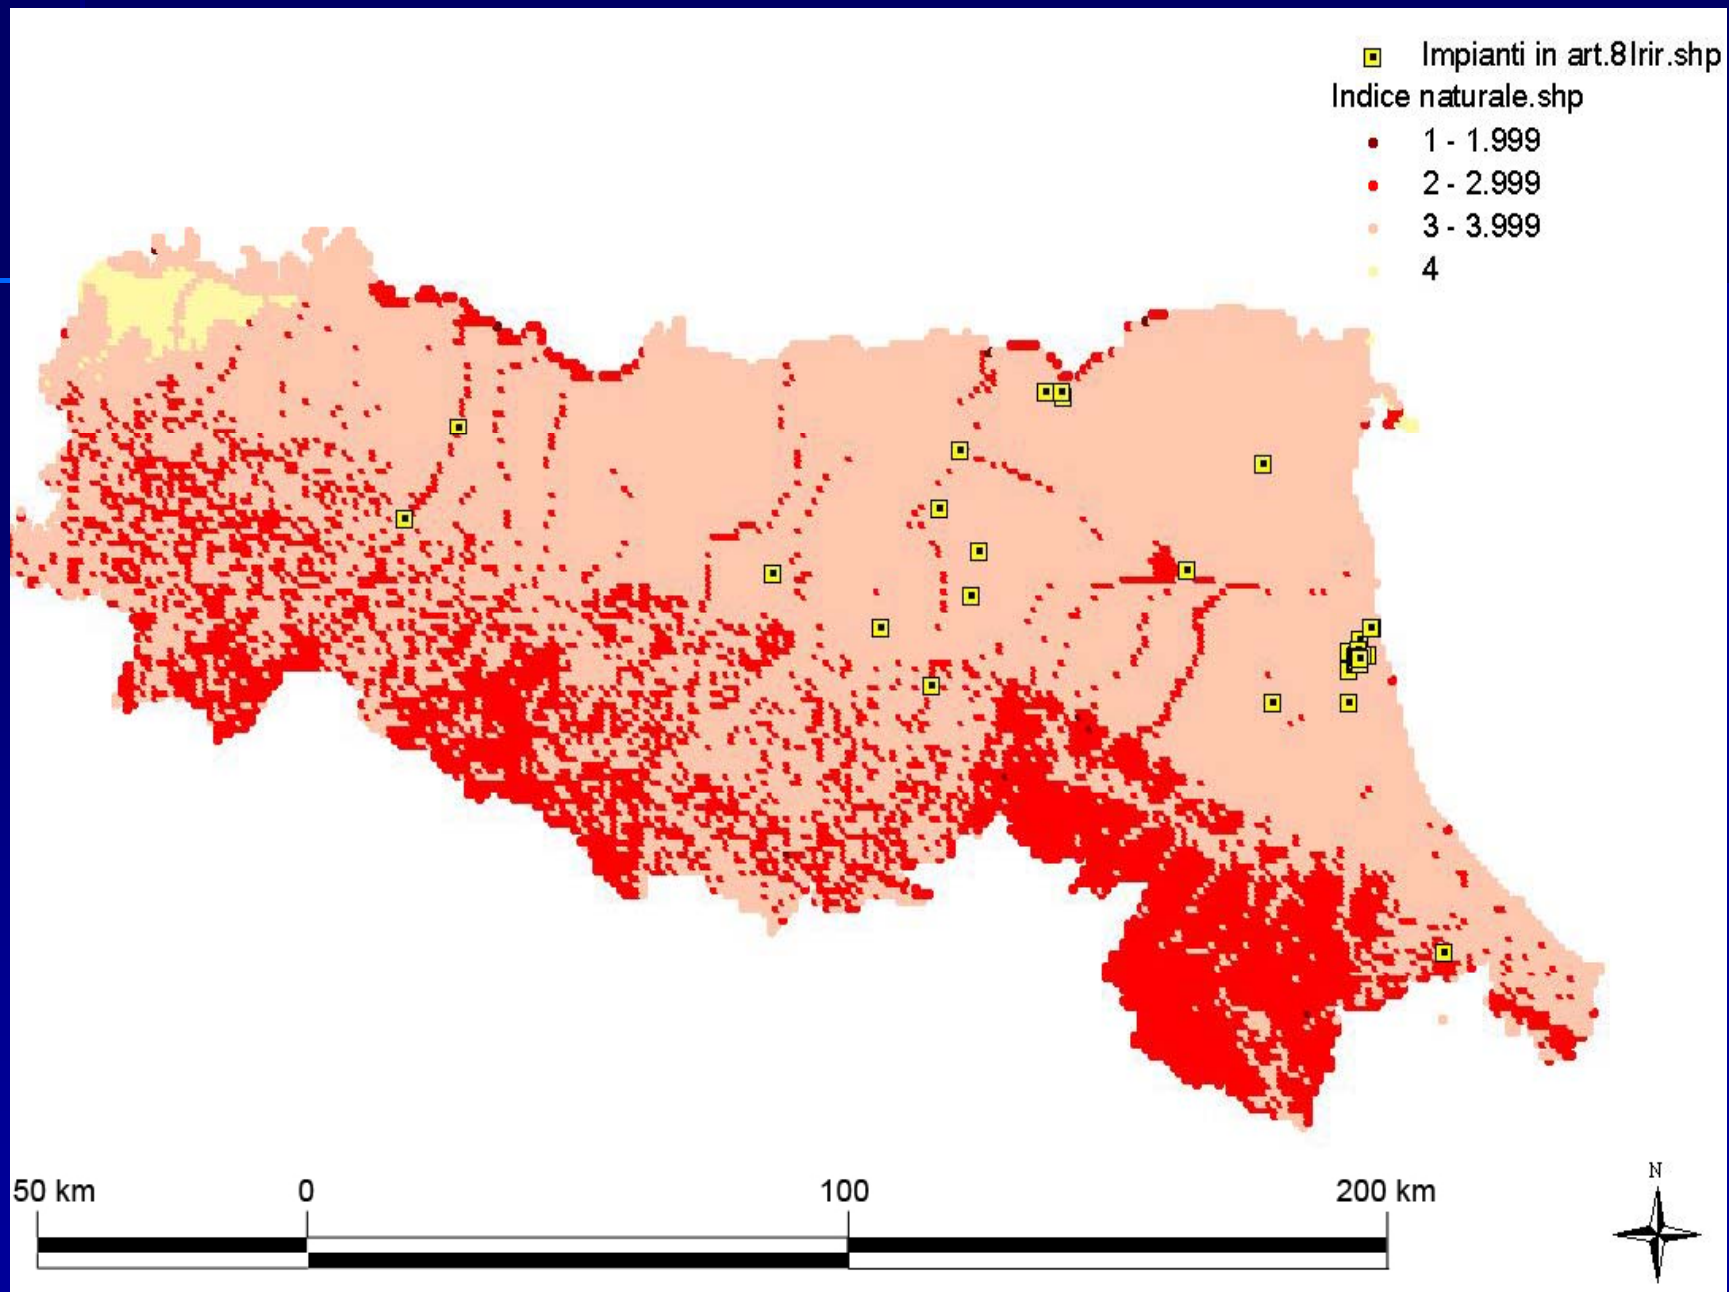 Impianti in art.8Irir.shp
Indice naturale.shp
1 - 1.999
2 - 2.999
3 - 3.999
4
50 km 0 100 200 km
N